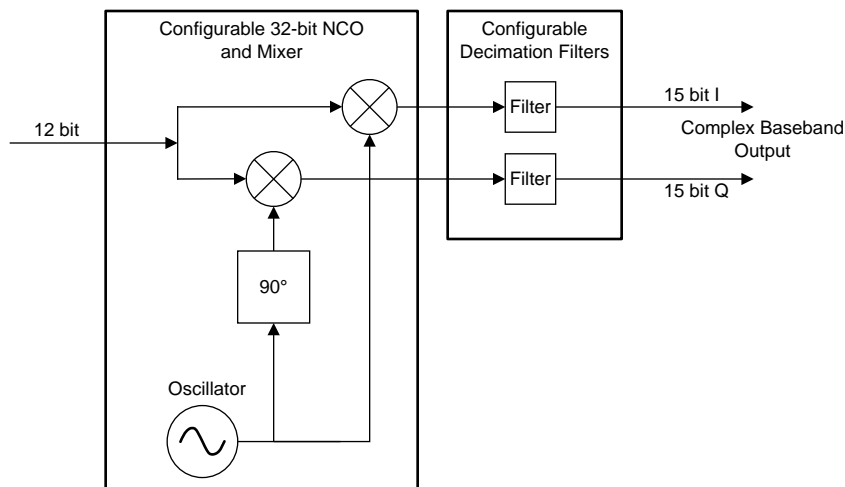 Configurable 32-bit NCO
and Mixer
Configurable
Decimation Filters
12 bit
Filter
15 bit I
Complex Baseband
Output
Filter
15 bit Q
90°
Oscillator